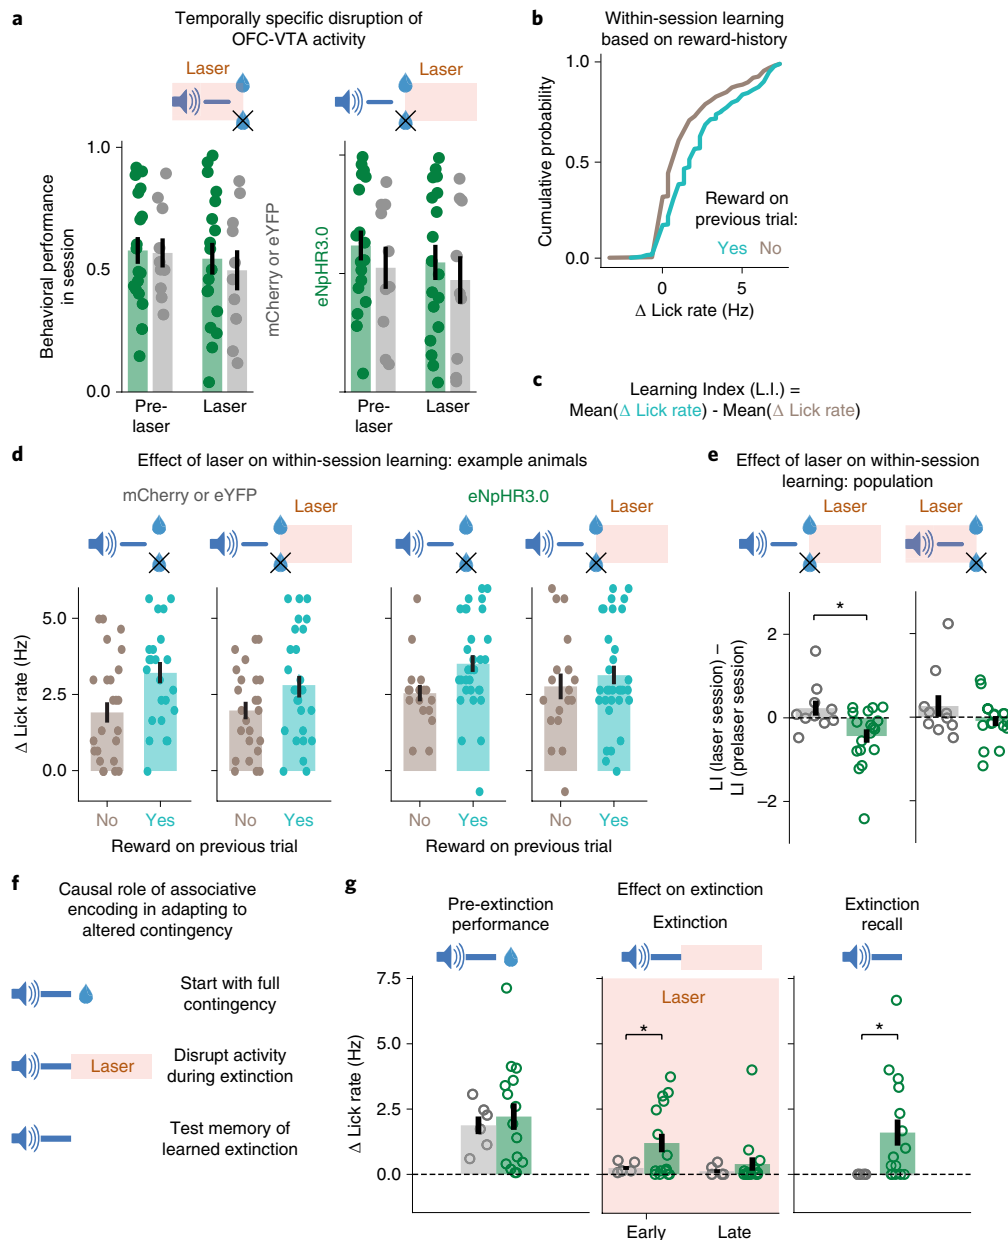 a
Temporally specific disruption of
OFC-VTA activity
Laser
Laser
1.0
0.5
0.0
Behavioral performance
in session
mCherry or eYFP
eNpHR3.0
Pre-
laser
Laser
Pre-
laser
Laser
b
Within-session learning
based on reward-history
1.0
0.5
0.0
Cumulative probability
Reward on
previous trial:
Yes No
0
5
Δ Lick rate (Hz)
c
Learning Index (L.I.) =
Mean(Δ Lick rate) - Mean(Δ Lick rate)
d
Effect of laser on within-session learning: example animals
mCherry or eYFP
eNpHR3.0
Laser
Laser
5.0
2.5
0.0
Δ Lick rate (Hz)
No
Yes
No
Yes
No
Yes
No
Yes
Reward on previous trial
Reward on previous trial
e
Effect of laser on within-session
learning: population
Laser
Laser
*
2
0
−2
LI (laser session) –
LI (prelaser session)
f
Causal role of associative
encoding in adapting to
altered contingency
Start with full
contingency
Laser
Disrupt activity
during extinction
Test memory of
learned extinction
g
Effect on extinction
Pre-extinction
performance
Extinction
Extinction
recall
7.5
5.0
2.5
0.0
Δ Lick rate (Hz)
Laser
*
*
Early
Late